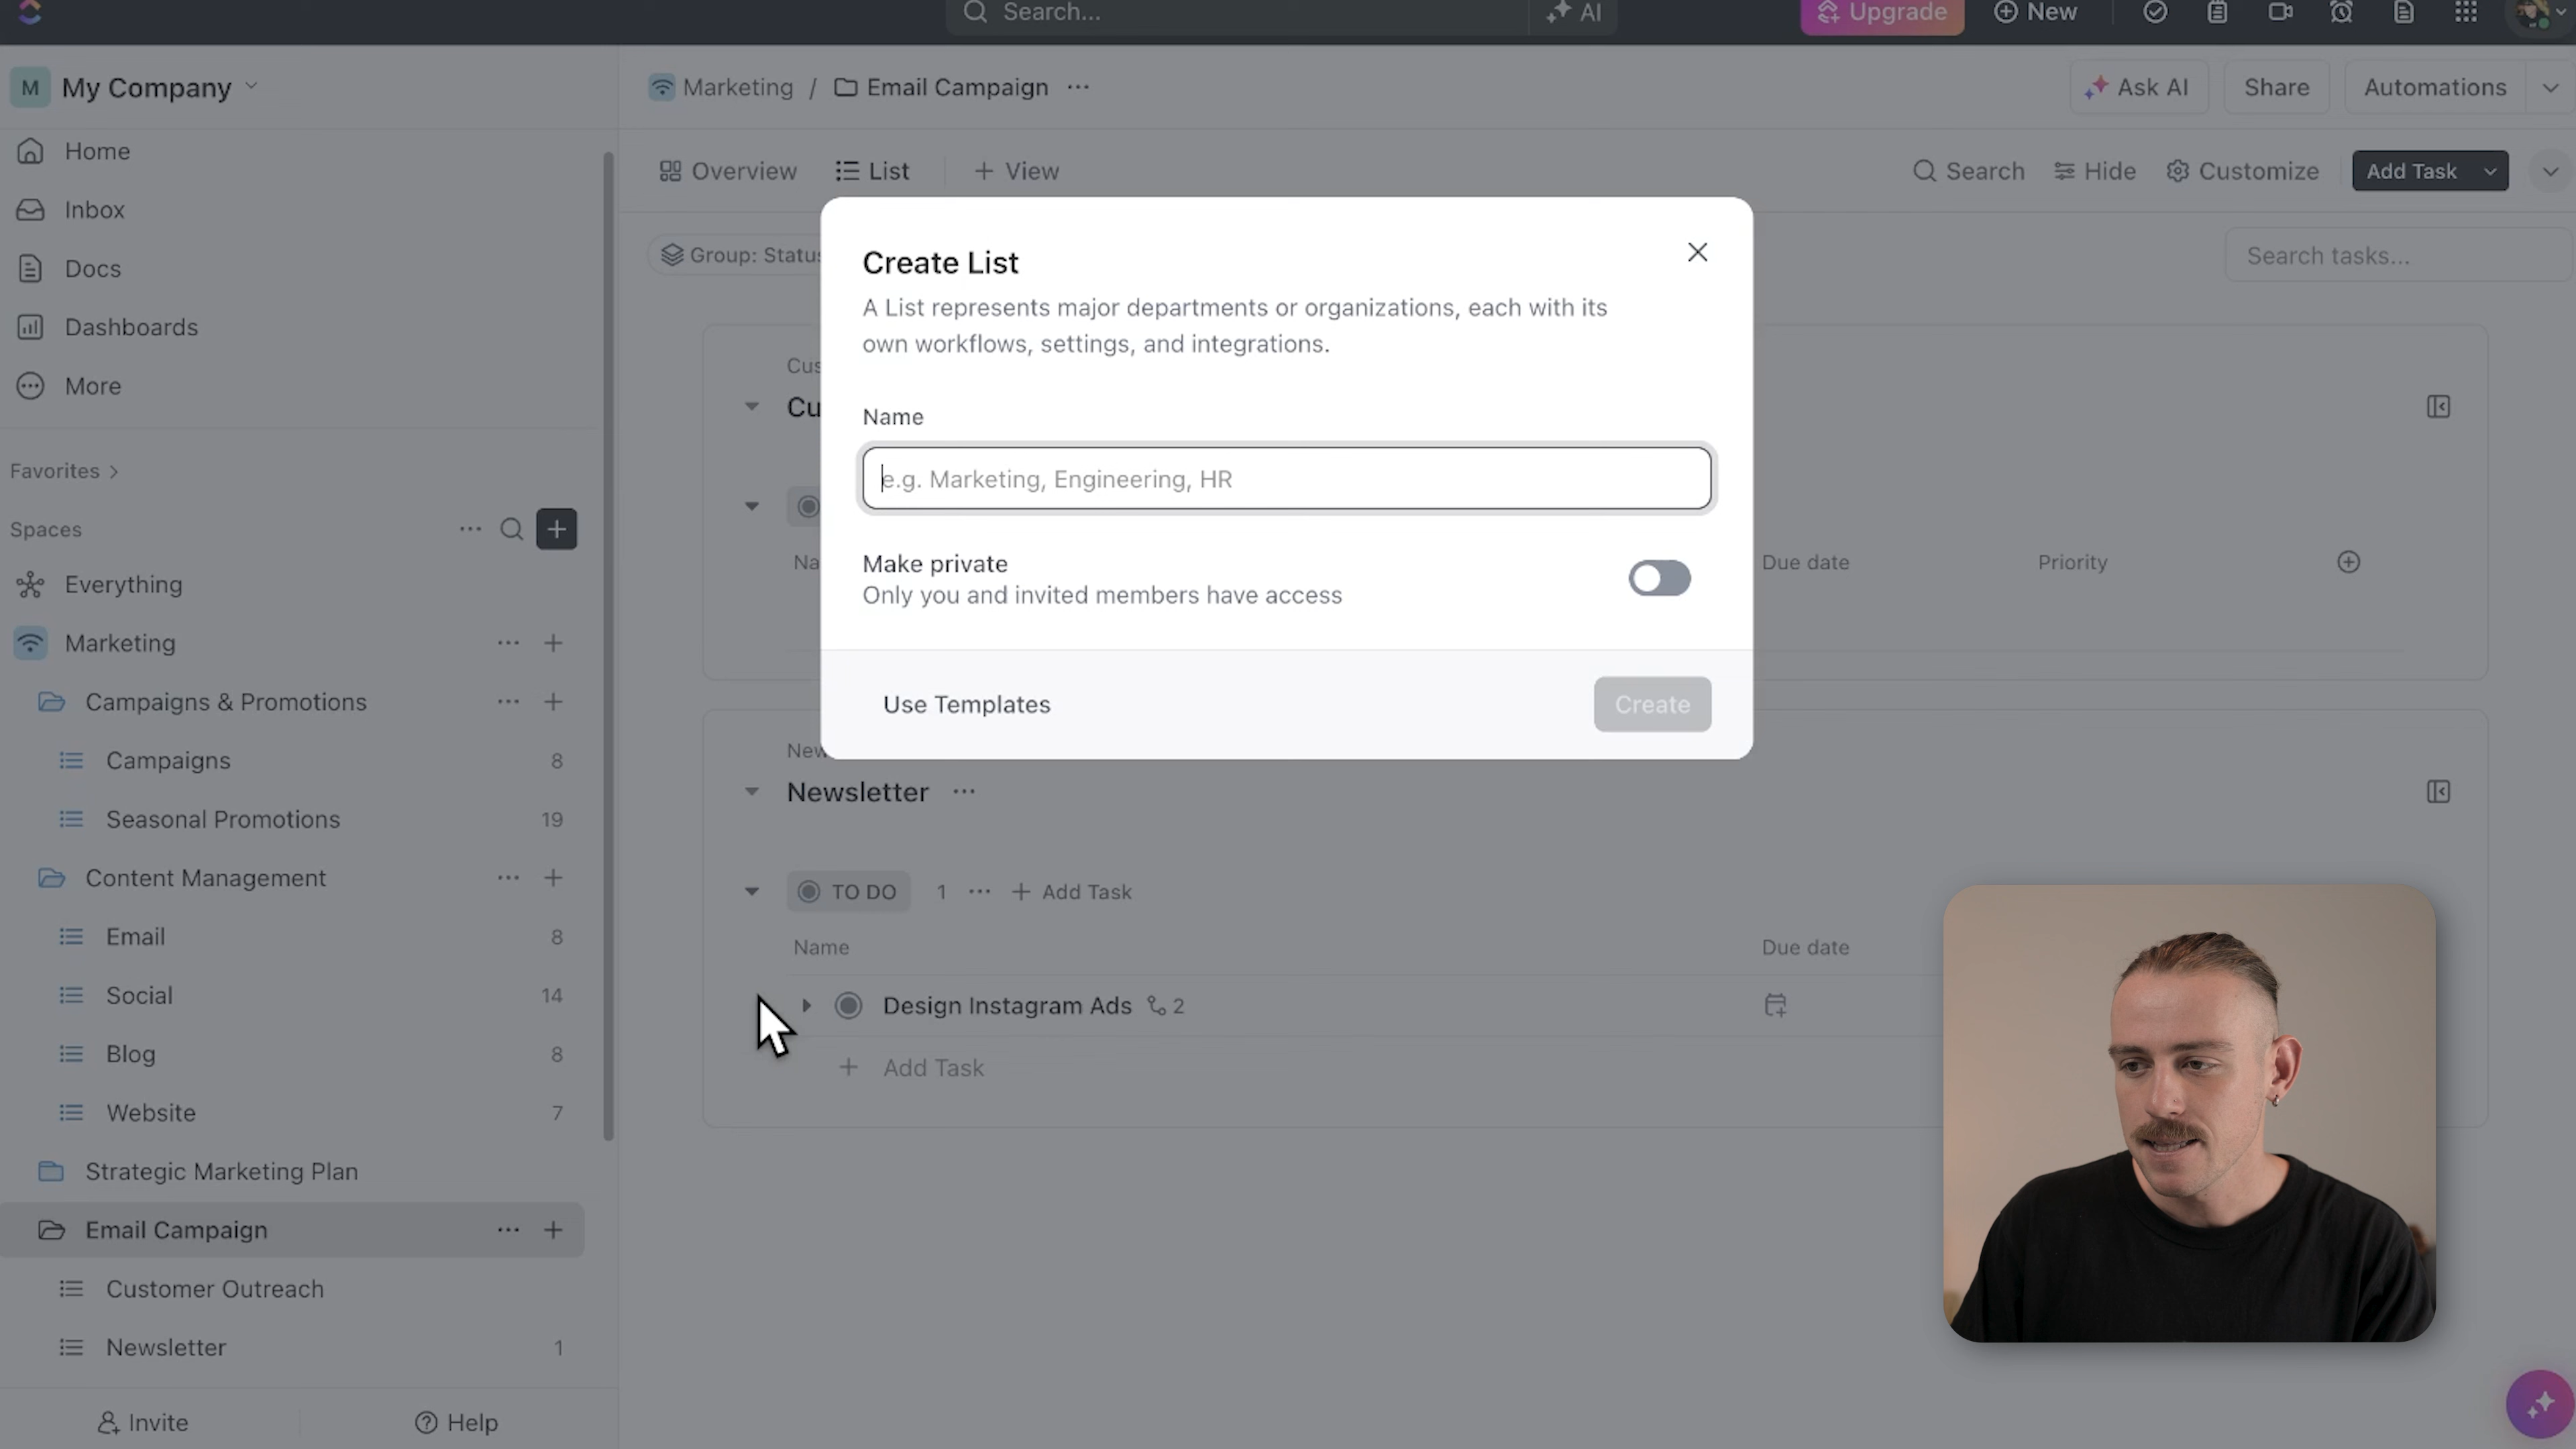 Search...
AI
Upgrade
New
M
My Company
Marketing / Email Campaign
Ask AI
Share
Automations
Home
Inbox
Docs
Dashboards
More
Favorites
Spaces
Everything
Marketing
Campaigns & Promotions
Campaigns 8
Seasonal Promotions 19
Content Management
Email 8
Social 14
Blog 8
Website 7
Strategic Marketing Plan
Email Campaign
Customer Outreach
Newsletter 1
Invite
Help
Overview
List
+ View
Search
Hide
Customize
Add Task
Group: Status
Search tasks...
Create List
A List represents major departments or organizations, each with its
own workflows, settings, and integrations.
Name
e.g. Marketing, Engineering, HR
Make private
Only you and invited members have access
Use Templates
Create
Cus
Cu
Na
Due date
Priority
New
Newsletter
TO DO 1 ... + Add Task
Name
Due date
Design Instagram Ads 2
+ Add Task